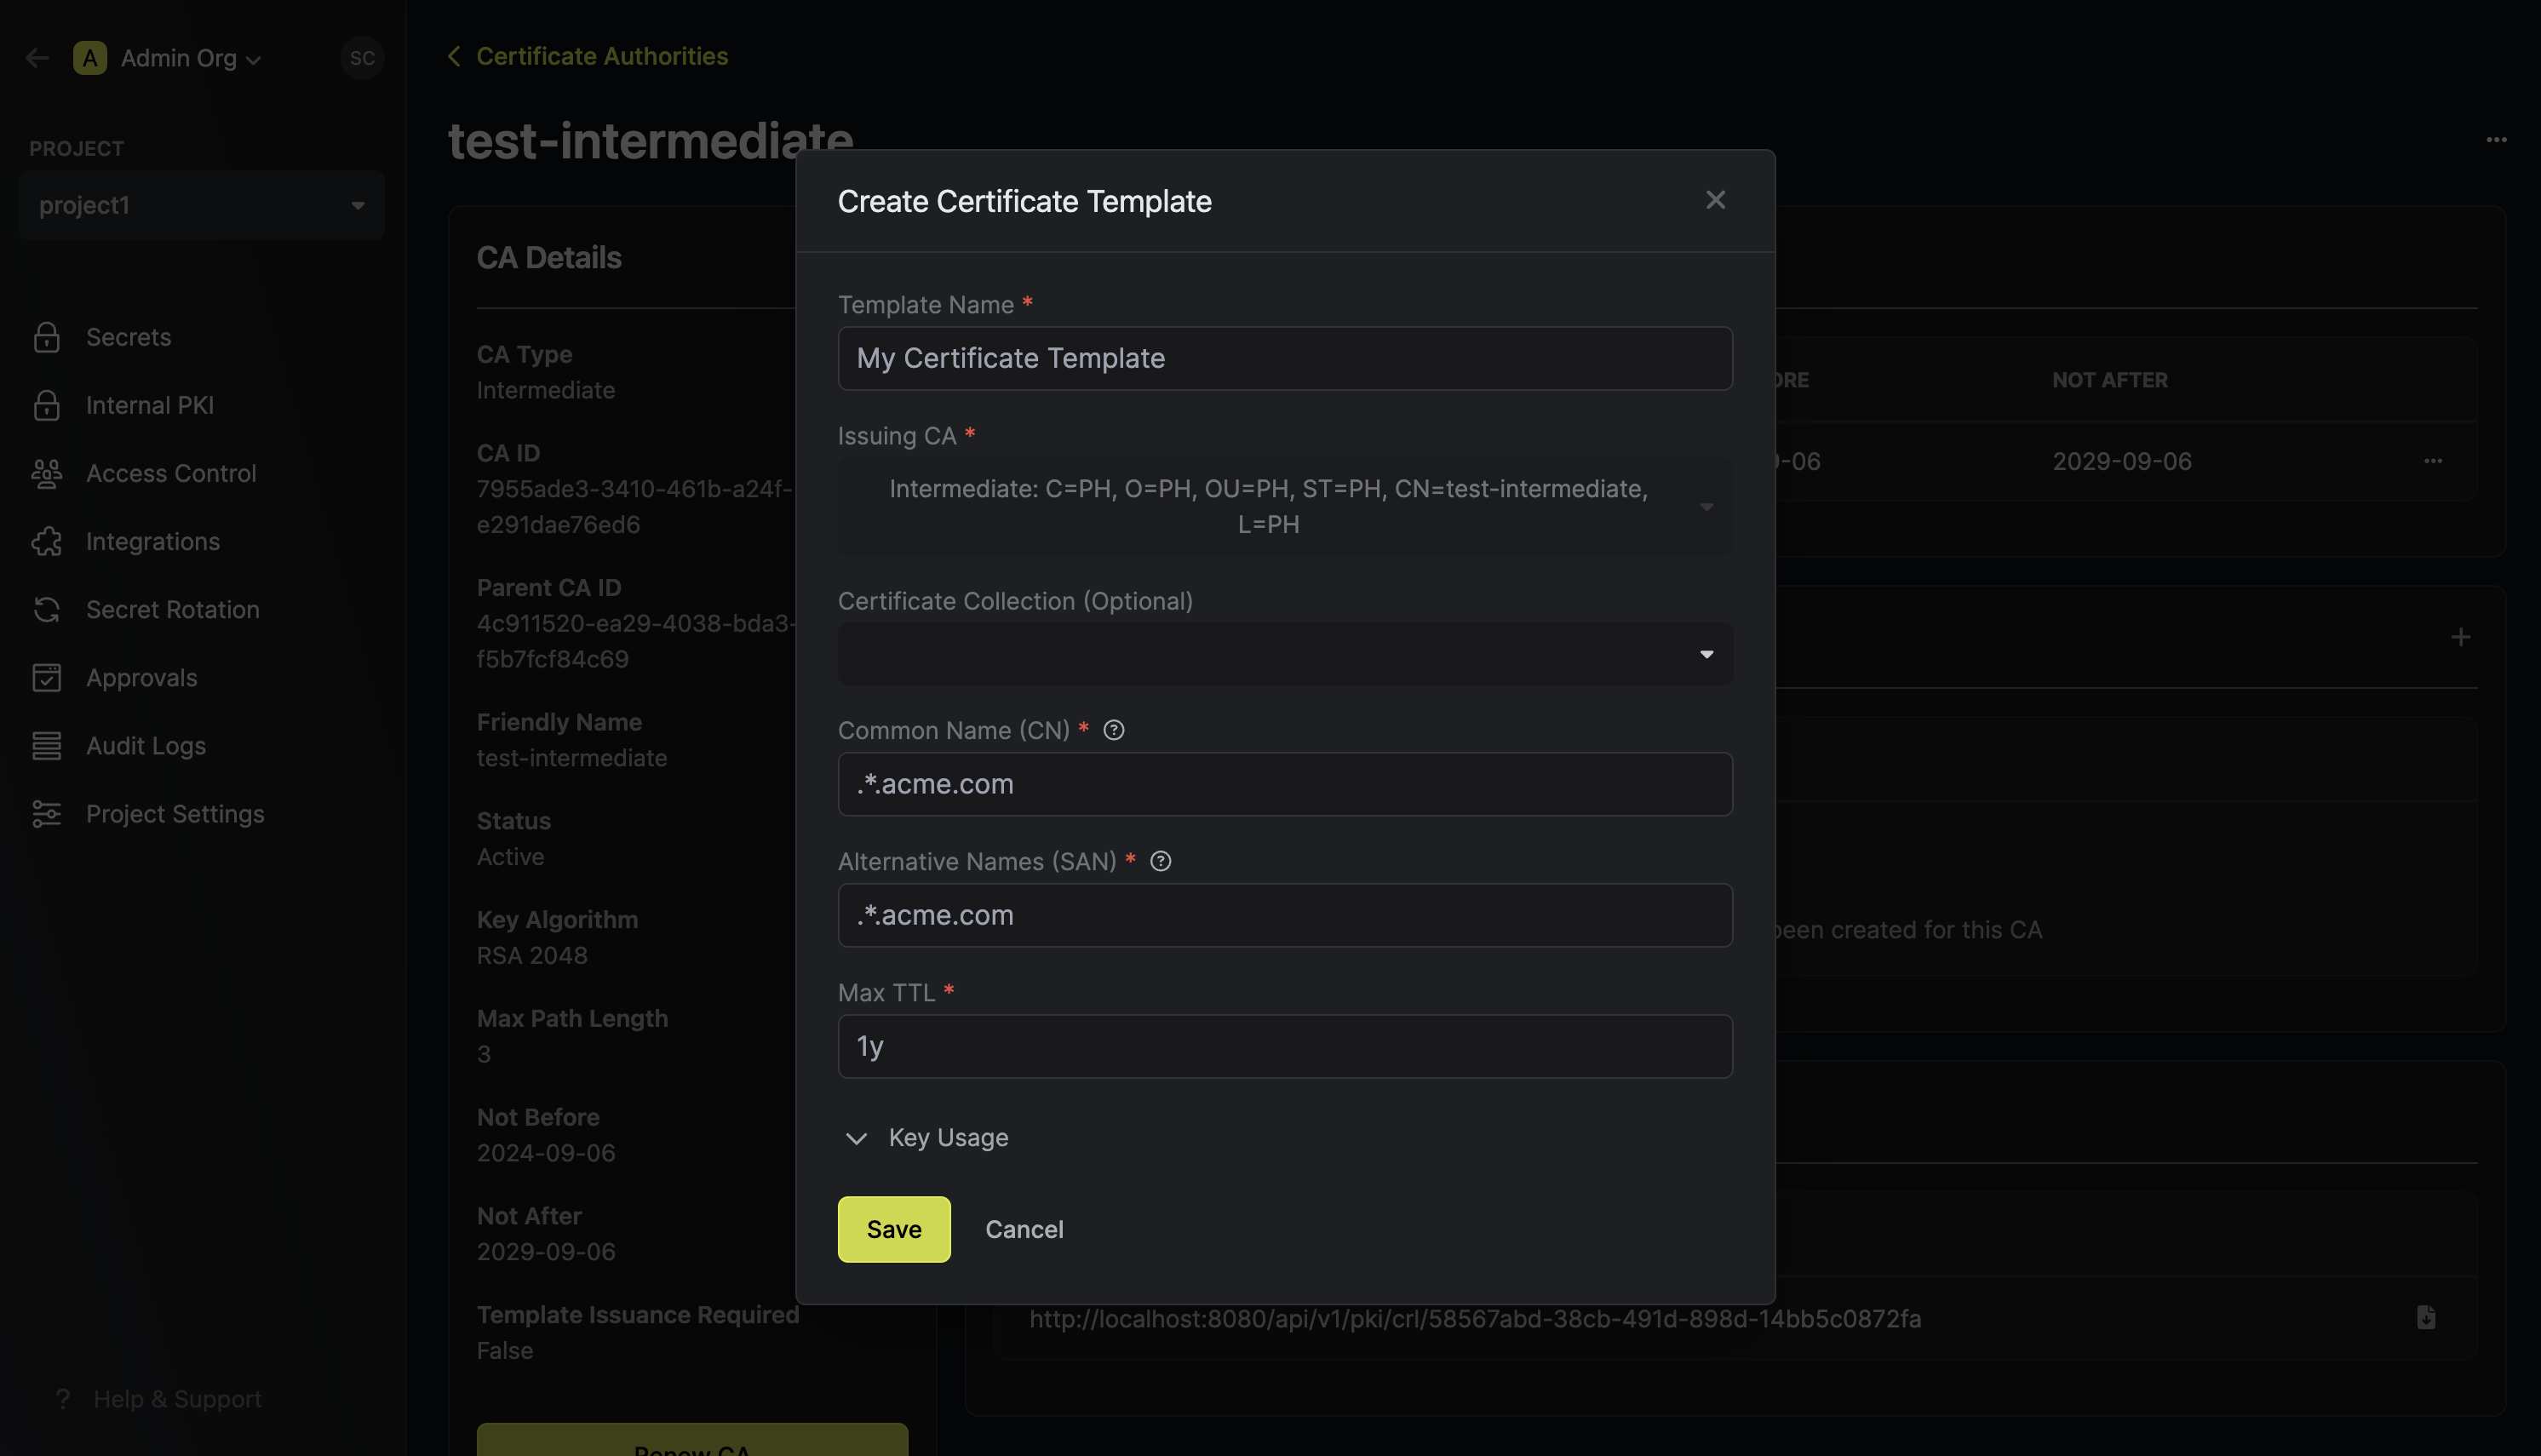 A Admin Org
SC
PROJECT
project1
Secrets
Internal PKI
Access Control
Integrations
Secret Rotation
Approvals
Audit Logs
Project Settings
? Help & Support
Certificate Authorities
test-intermediate
CA Details
CA Type
Intermediate
CA ID
7955ade3-3410-461b-a24f-
e291dae76ed6
Parent CA ID
4c911520-ea29-4038-bda3-
f5b7fcf84c69
Friendly Name
test-intermediate
Status
Active
Key Algorithm
RSA 2048
Max Path Length
3
Not Before
2024-09-06
Not After
2029-09-06
Template Issuance Required
False
Renew CA
Create Certificate Template
Template Name *
My Certificate Template
Issuing CA *
Intermediate: C=PH, O=PH, OU=PH, ST=PH, CN=test-intermediate,
L=PH
Certificate Collection (Optional)
Common Name (CN) * ?
.*.acme.com
Alternative Names (SAN) * ?
.*.acme.com
Max TTL *
1y
Key Usage
Save
Cancel
NOT AFTER
-06
2029-09-06
been created for this CA
http://localhost:8080/api/v1/pki/crl/58567abd-38cb-491d-898d-14bb5c0872fa